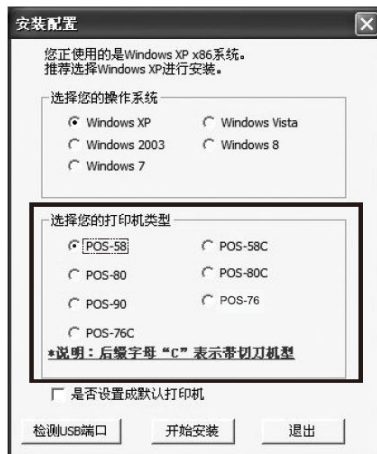 安装配置
您正使用的是Windows XP x86系统。
推荐选择Windows XP进行安装。
选择您的操作系统
Windows XP Windows Vista
Windows 2003 Windows 8
Windows 7
选择您的打印机类型
POS-58 POS-58C
POS-80 POS-80C
POS-90 POS-76
POS-76C
*说明：后缀字母“C”表示带切刀机型
是否设置成默认打印机
检测USB端口 开始安装 退出